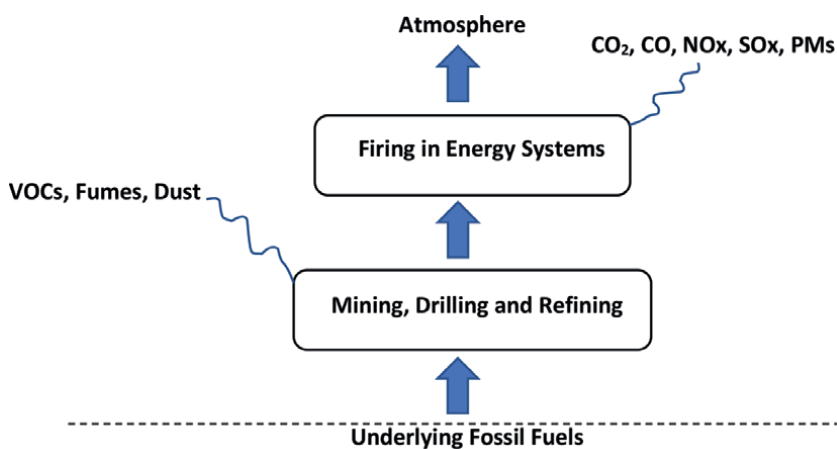 Atmosphere
CO₂, CO, NOx, SOx, PMs
Firing in Energy Systems
VOCs, Fumes, Dust
Mining, Drilling and Refining
Underlying Fossil Fuels